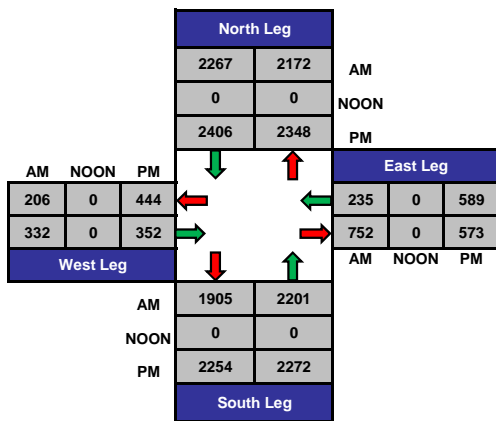 North Leg
2267 2172 AM
0 0 NOON
2406 2348 PM
AM NOON PM East Leg
206 0 444 235 0 589
332 0 352 752 0 573
West Leg AM NOON PM
AM 1905 2201
NOON 0 0
PM 2254 2272
South Leg